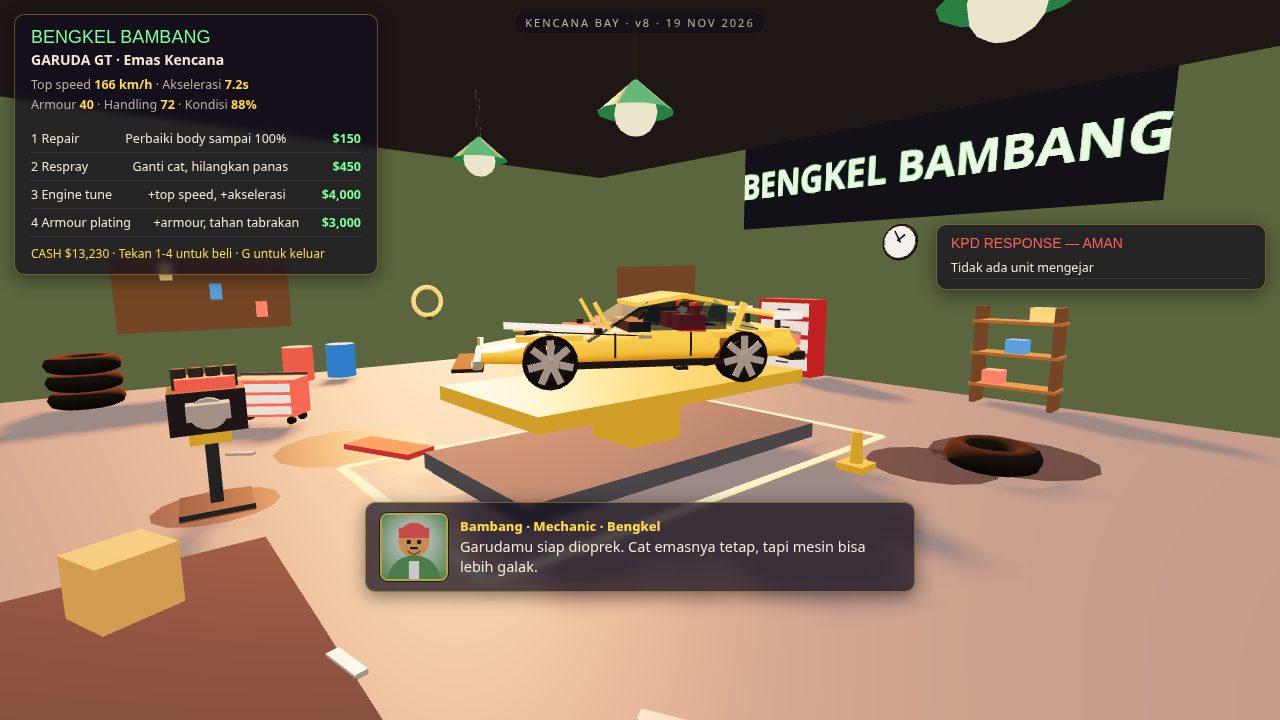 KENCANA BAY · v8 · 19 NOV 2026
BENGKEL BAMBANG
GARUDA GT · Emas Kencana
Top speed 166 km/h · Akselerasi 7.2s
Armour 40 · Handling 72 · Kondisi 88%
1 Repair Perbaiki body sampai 100% $150
2 Respray Ganti cat, hilangkan panas $450
3 Engine tune +top speed, +akselerasi $4,000
4 Armour plating +armour, tahan tabrakan $3,000
CASH $13,230 · Tekan 1-4 untuk beli · G untuk keluar
BENGKEL BAMBANG
KPD RESPONSE — AMAN
Tidak ada unit mengejar
Bambang · Mechanic · Bengkel
Garudamu siap dioprek. Cat emasnya tetap, tapi mesin bisa
lebih galak.